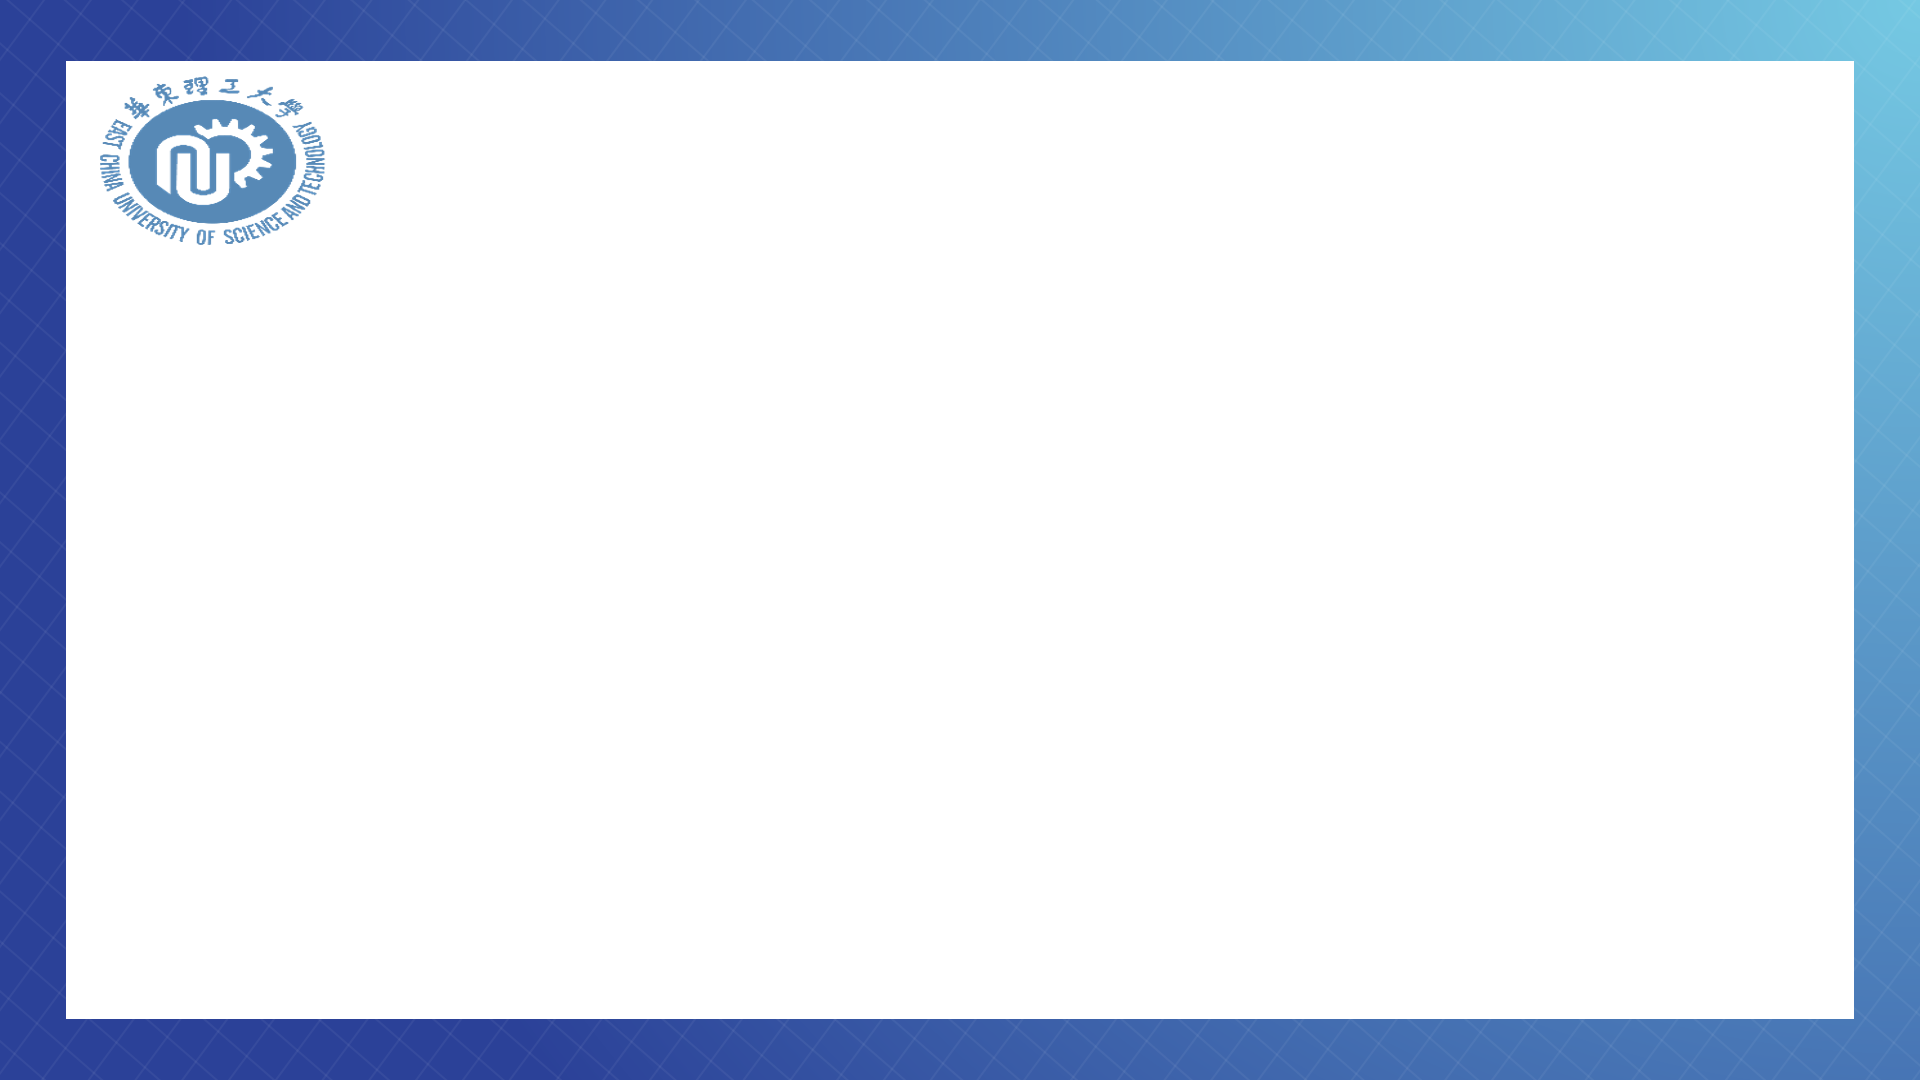 華東理工大學
EAST CHINA UNIVERSITY OF SCIENCE AND TECHNOLOGY